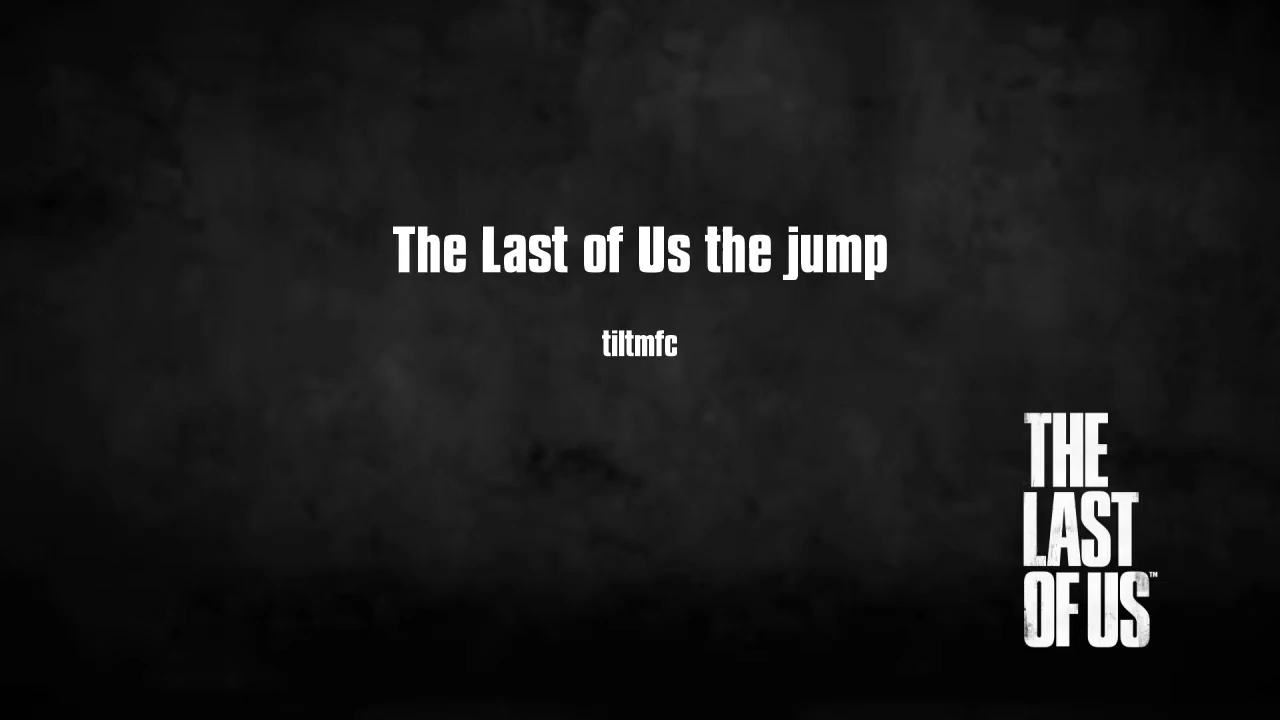 The Last of Us the jump
tiltmfc
THE
LAST
OF US™